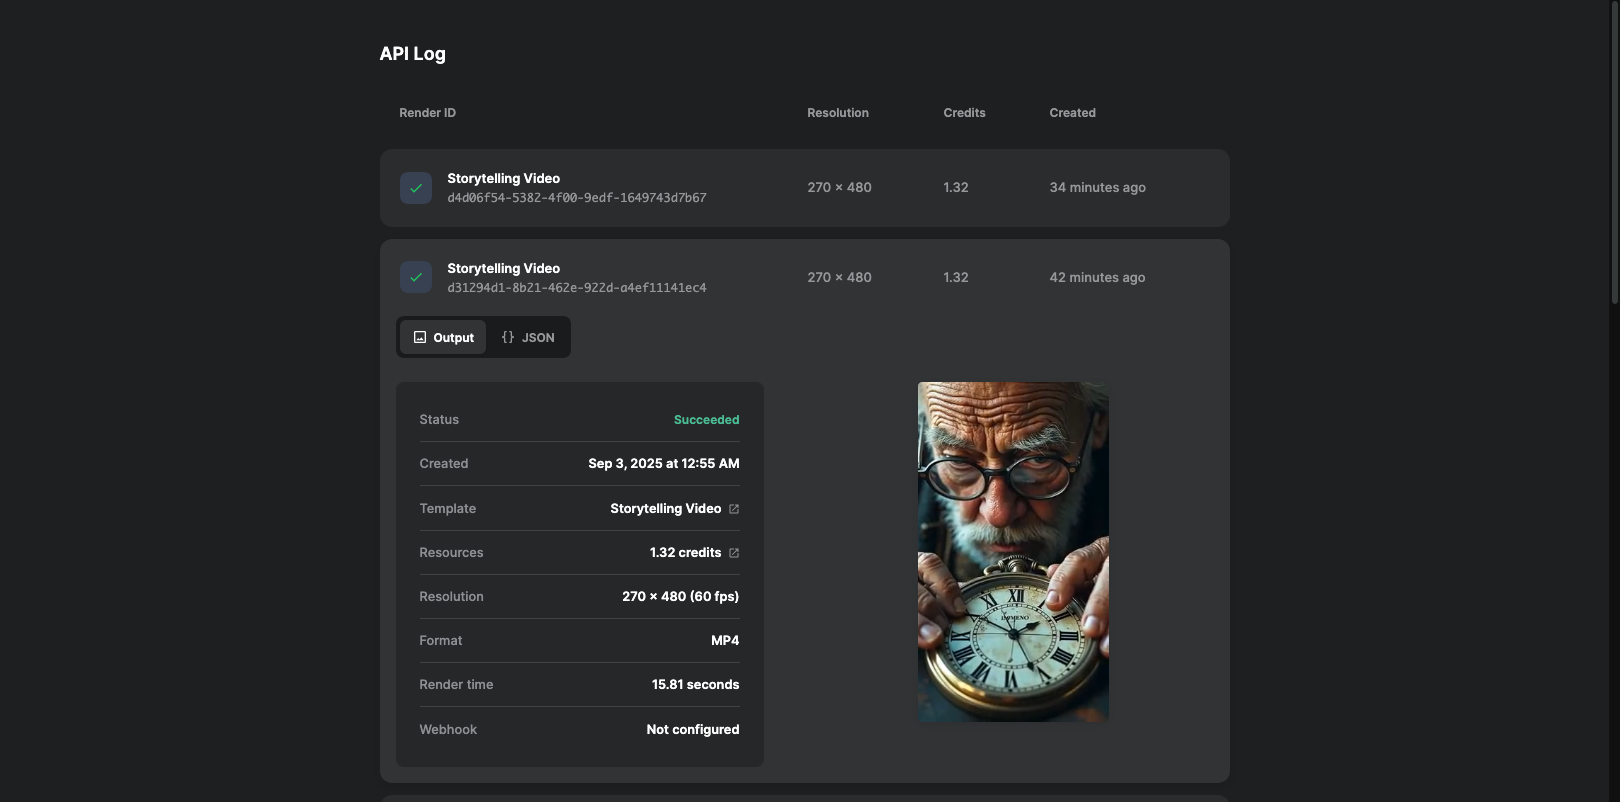 API Log
Render ID Resolution Credits Created
Storytelling Video
d4d06f54-5382-4f00-9edf-1649743d7b67
270 × 480 1.32 34 minutes ago
Storytelling Video
d31294d1-8b21-462e-922d-a4ef11141ec4
270 × 480 1.32 42 minutes ago
Output {} JSON
Status Succeeded
Created Sep 3, 2025 at 12:55 AM
Template Storytelling Video
Resources 1.32 credits
Resolution 270 × 480 (60 fps)
Format MP4
Render time 15.81 seconds
Webhook Not configured